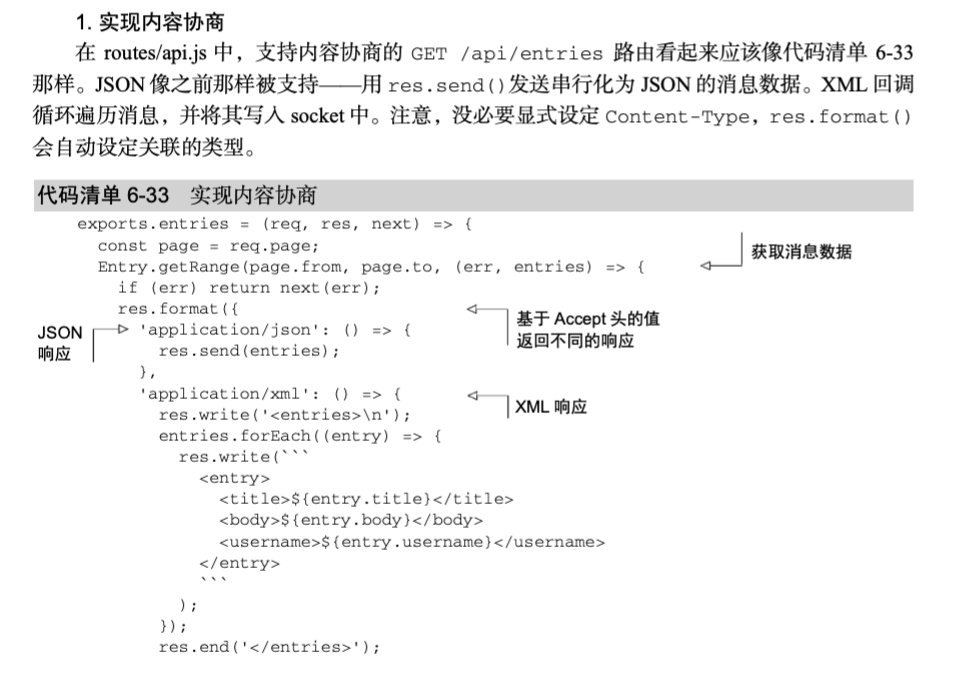 1. 实现内容协商
在 routes/api.js 中，支持内容协商的 GET /api/entries 路由看起来应该像代码清单 6-33
那样。JSON 像之前那样被支持——用 res.send()发送串行化为 JSON 的消息数据。XML 回调
循环遍历消息，并将其写入 socket 中。注意，没必要显式设定 Content-Type，res.format()
会自动设定关联的类型。
代码清单 6-33 实现内容协商
exports.entries = (req, res, next) => {
const page = req.page;
获取消息数据
Entry.getRange(page.from, page.to, (err, entries) => {
if (err) return next(err);
res.format({
基于 Accept 头的值
返回不同的响应
JSON
响应
'application/json': () => {
res.send(entries);
},
'application/xml': () => {
XML 响应
res.write('<entries>\n');
entries.forEach((entry) => {
res.write(```
<entry>
<title>${entry.title}</title>
<body>${entry.body}</body>
<username>${entry.username}</username>
</entry>
```
);
});
res.end('</entries>');